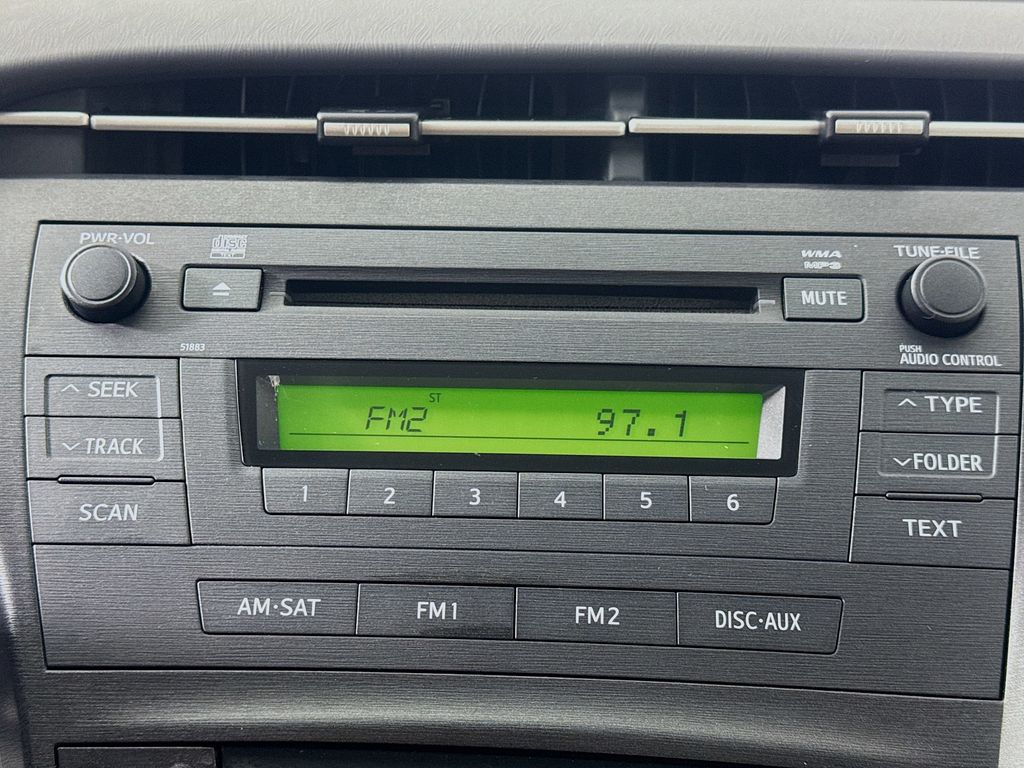 PWR·VOL
disc
TEXT
WMA
MP3
TUNE·FILE
MUTE
51883
PUSH
AUDIO CONTROL
SEEK
TRACK
SCAN
ST
FM2 97.1
1 2 3 4 5 6
TYPE
FOLDER
TEXT
AM·SAT FM1 FM2 DISC·AUX